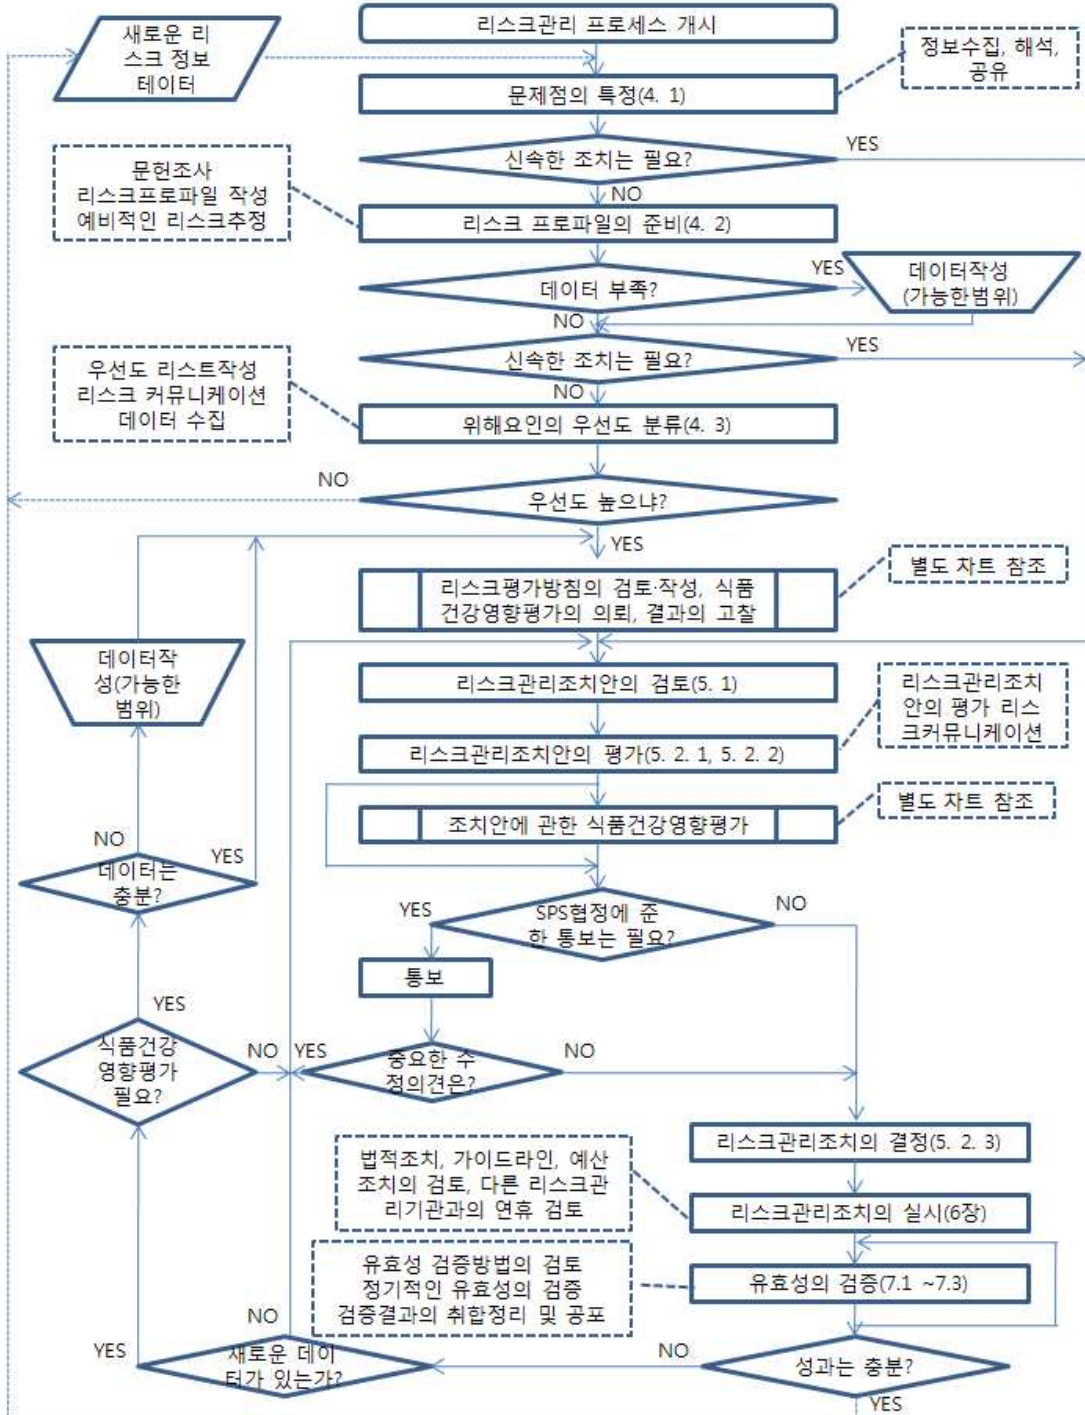 리스크관리 프로세스 개시
새로운 리
스크 정보
테이터
정보수집, 해석,
공유
문제점의 특정(4. 1)
신속한 조치는 필요?
YES
NO
문헌조사
리스크프로파일 작성
예비적인 리스크추정
리스크 프로파일의 준비(4. 2)
데이터 부족?
YES
데이터작성
(가능한범위)
NO
신속한 조치는 필요?
YES
NO
우선도 리스트작성
리스크 커뮤니케이션
데이터 수집
위해요인의 우선도 분류(4. 3)
NO
우선도 높으냐?
YES
별도 차트 참조
리스크평가방침의 검토·작성, 식품
건강영향평가의 의뢰, 결과의 고찰
데이터작
성(가능한
범위)
리스크관리조치안의 검토(5. 1)
리스크관리조치
안의 평가 리스
크커뮤니케이션
리스크관리조치안의 평가(5. 2. 1, 5. 2. 2)
별도 차트 참조
조치안에 관한 식품건강영향평가
NO
YES
데이터는
충분?
YES
SPS협정에 준
한 통보는 필요?
NO
통보
YES
식품건강
영향평가
필요?
NO
YES
중요한 수
정의견은?
NO
리스크관리조치의 결정(5. 2. 3)
법적조치, 가이드라인, 예산
조치의 검토, 다른 리스크관
리기관과의 연휴 검토
리스크관리조치의 실시(6장)
유효성 검증방법의 검토
정기적인 유효성의 검증
검증결과의 취합정리 및 공포
유효성의 검증(7.1 ~7.3)
NO
YES
새로운 데이
터가 있는가?
NO
성과는 충분?
YES